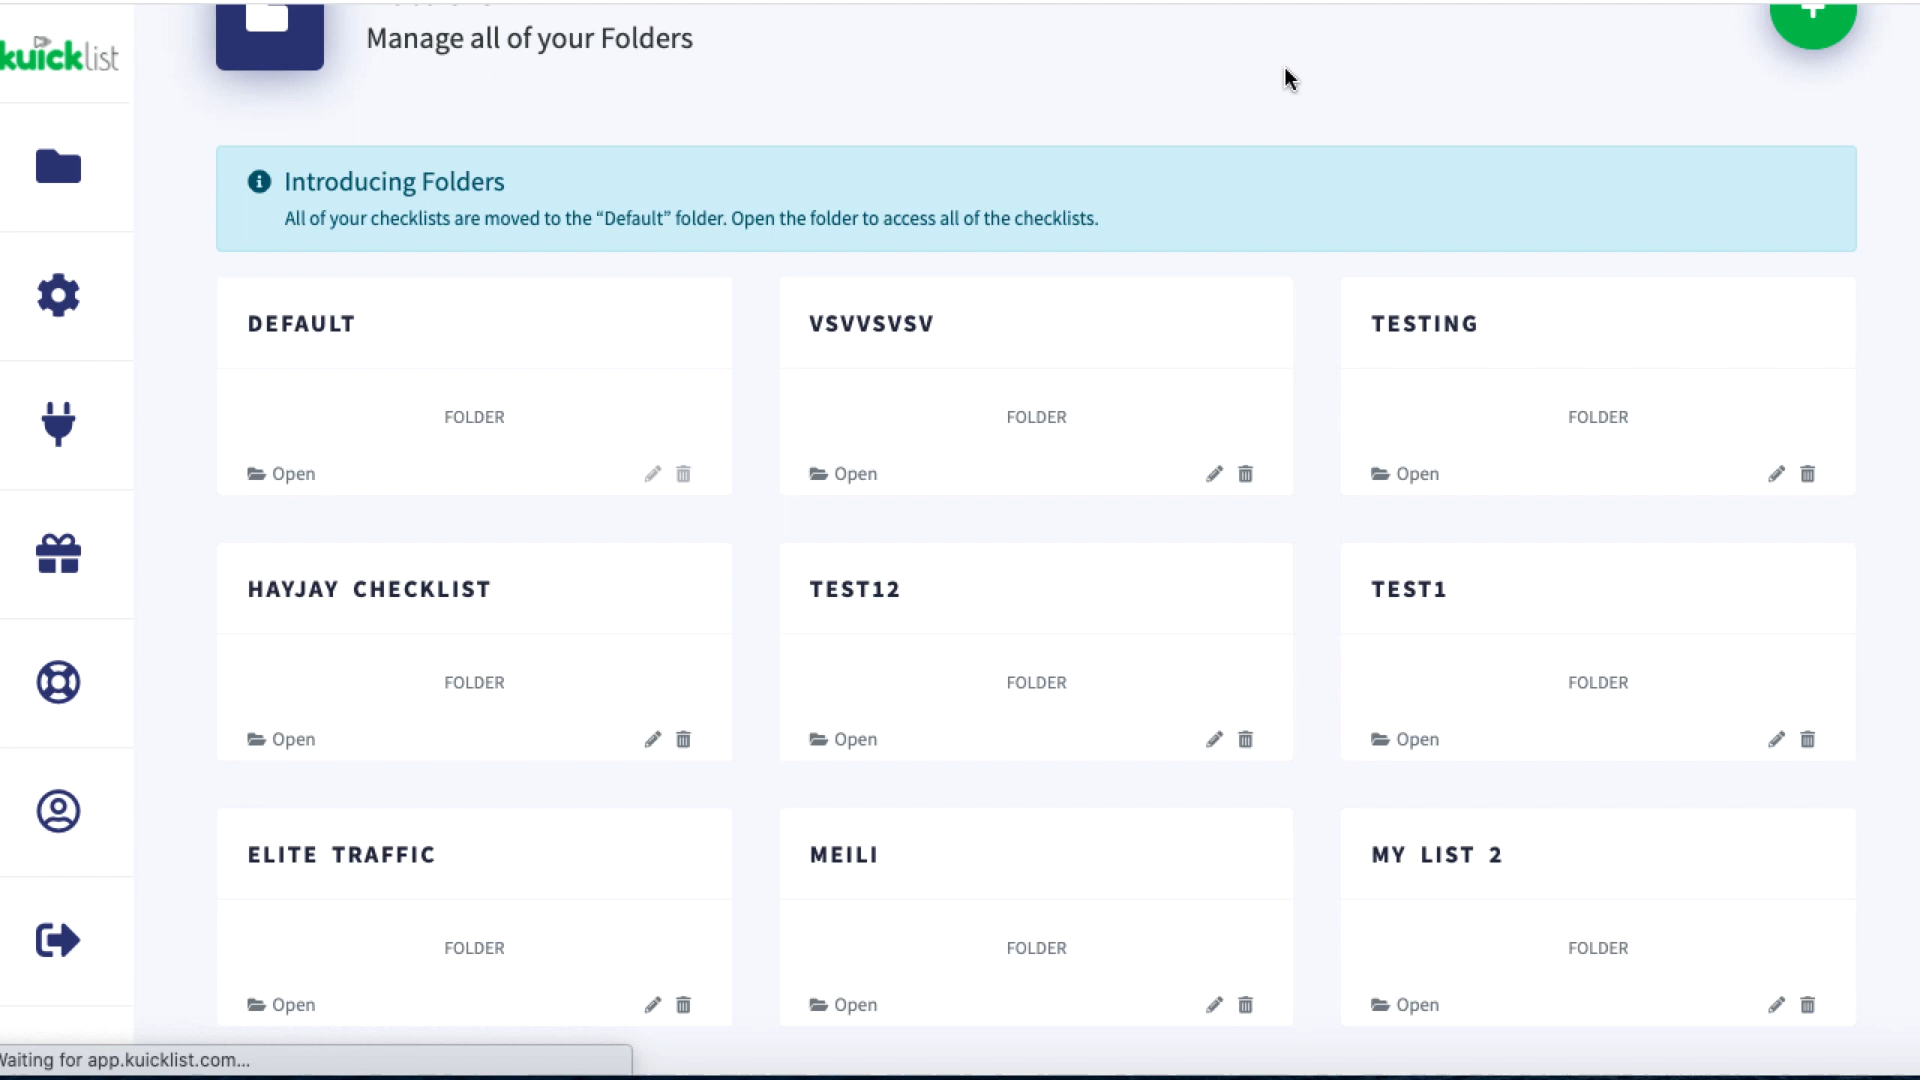 Manage all of your Folders
kuicklist
Introducing Folders
All of your checklists are moved to the “Default” folder. Open the folder to access all of the checklists.
DEFAULT
VSVVSVSV
TESTING
FOLDER
FOLDER
FOLDER
Open
Open
Open
HAYJAY CHECKLIST
TEST12
TEST1
FOLDER
FOLDER
FOLDER
Open
Open
Open
ELITE TRAFFIC
MEILI
MY LIST 2
FOLDER
FOLDER
FOLDER
Open
Open
Open
Waiting for app.kuicklist.com...